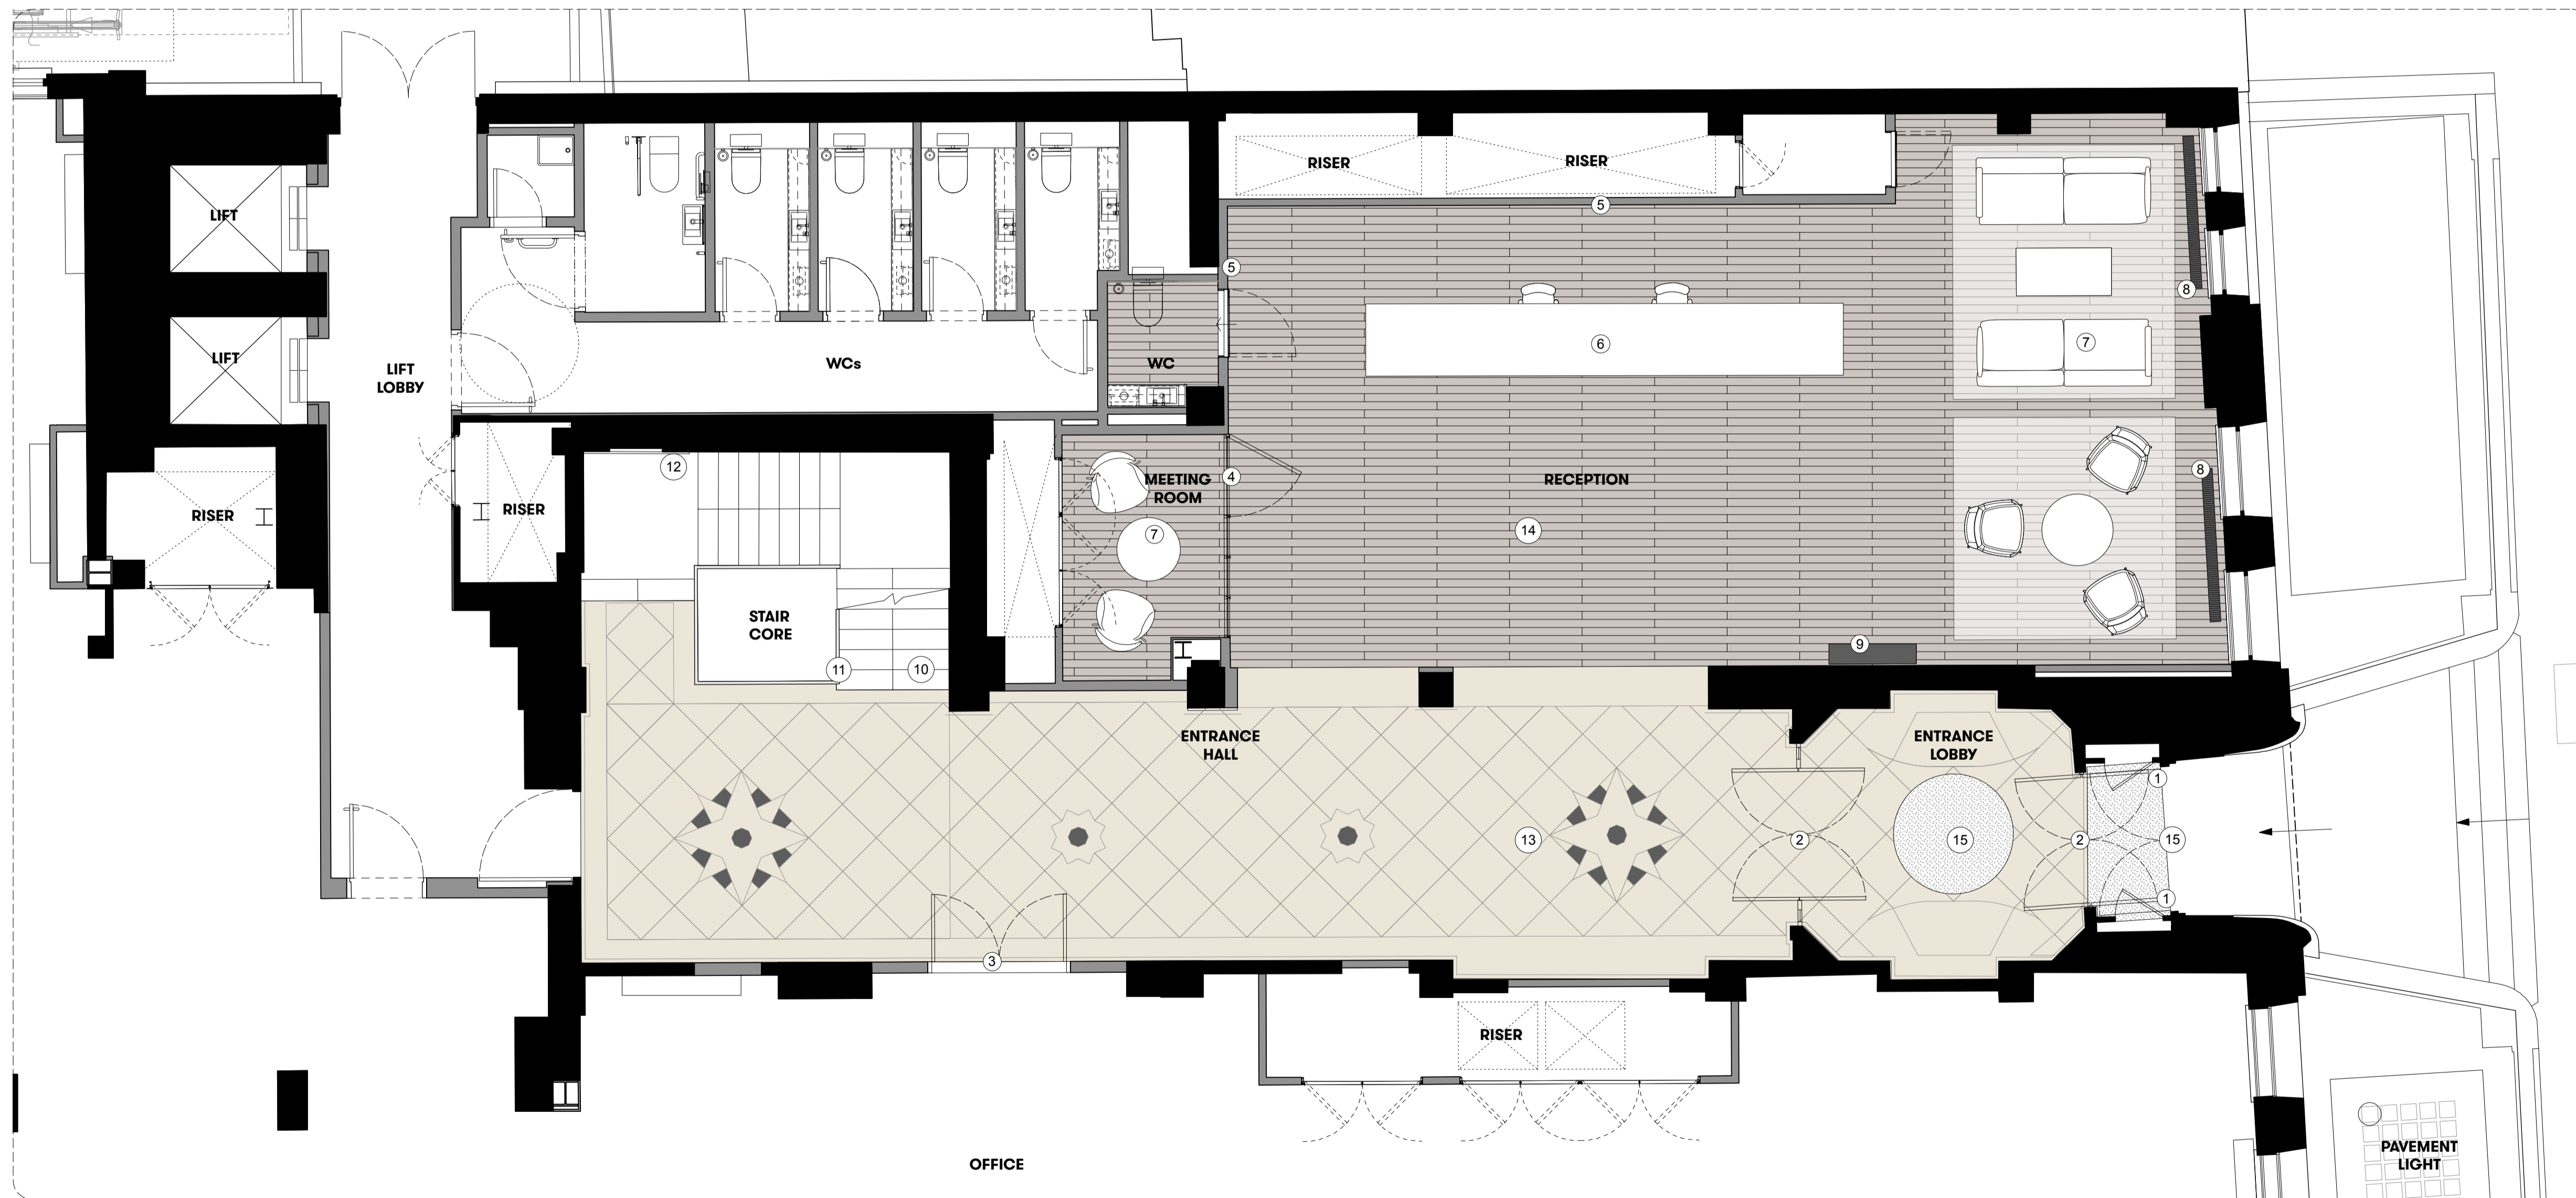 RISER
RISER
5
LIFT
5
8
6
7
LIFT
LIFT
LOBBY
WCs
WC
12
4
8
MEETING
ROOM
RECEPTION
RISER
RISER
7
14
STAIR
CORE
9
11
10
ENTRANCE
HALL
ENTRANCE
LOBBY
1
13
2
15
2
15
1
3
RISER
OFFICE
PAVEMENT
LIGHT